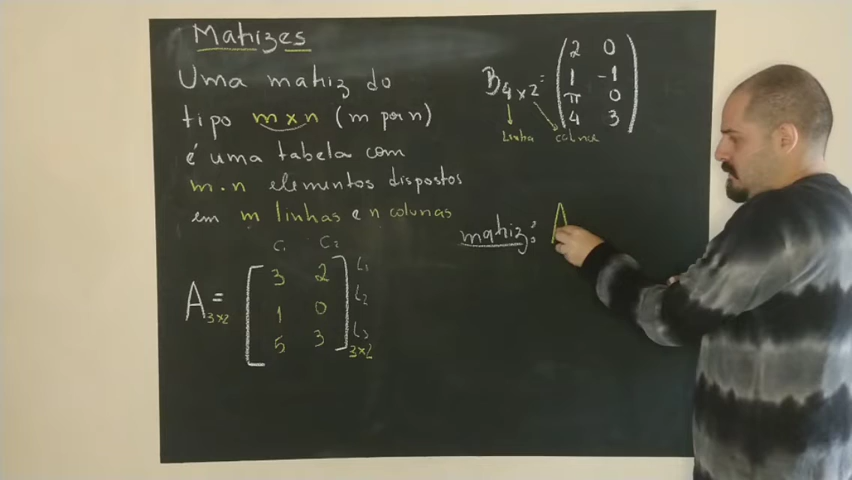 Matrizes
Uma matriz do
tipo m x n (m por n)
é uma tabela com
m . n elementos dispostos
em m linhas e n colunas
C1 C2
A3x2 = [ 3 2 ] L1
1 0 L2
5 3 L3
3x2
B4x2 = ( 2 0 )
1 -1
π 0
4 3
Linha coluna
matriz: A